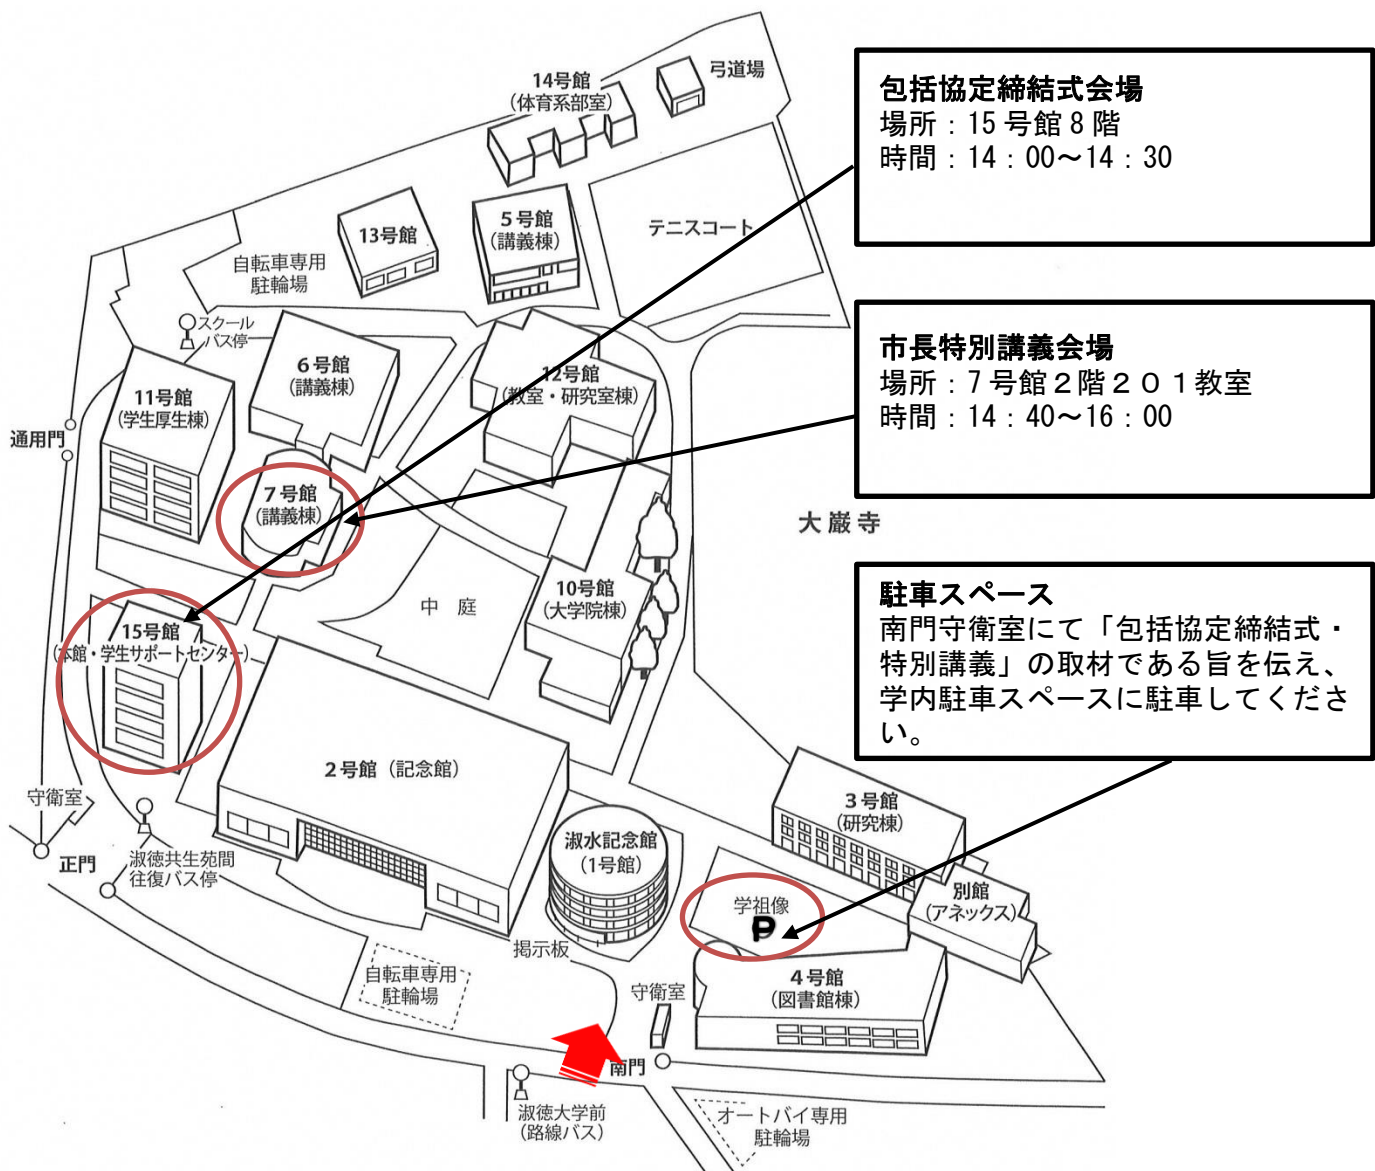 包括協定締結式会場
場所：15 号館 8 階
時間：14：00～14：30
市長特別講義会場
場所：7 号館２階２０１教室
時間：14：40～16：00
駐車スペース
南門守衛室にて「包括協定締結式・
特別講義」の取材である旨を伝え、
学内駐車スペースに駐車してくださ
い。
14号館
(体育系部室)
弓道場
テニスコート
5号館
(講義棟)
13号館
自転車専用
駐輪場
スクール
バス停
6号館
(講義棟)
12号館
(教室・研究室棟)
11号館
(学生厚生棟)
通用門
7号館
(講義棟)
大巌寺
10号館
(大学院棟)
中庭
15号館
(本館・学生サポートセンター)
2号館（記念館）
守衛室
正門
淑徳共生苑間
往復バス停
淑水記念館
(1号館)
3号館
(研究棟)
別館
(アネックス)
学祖像
P
掲示板
自転車専用
駐輪場
4号館
(図書館棟)
守衛室
南門
淑徳大学前
(路線バス)
オートバイ専用
駐輪場